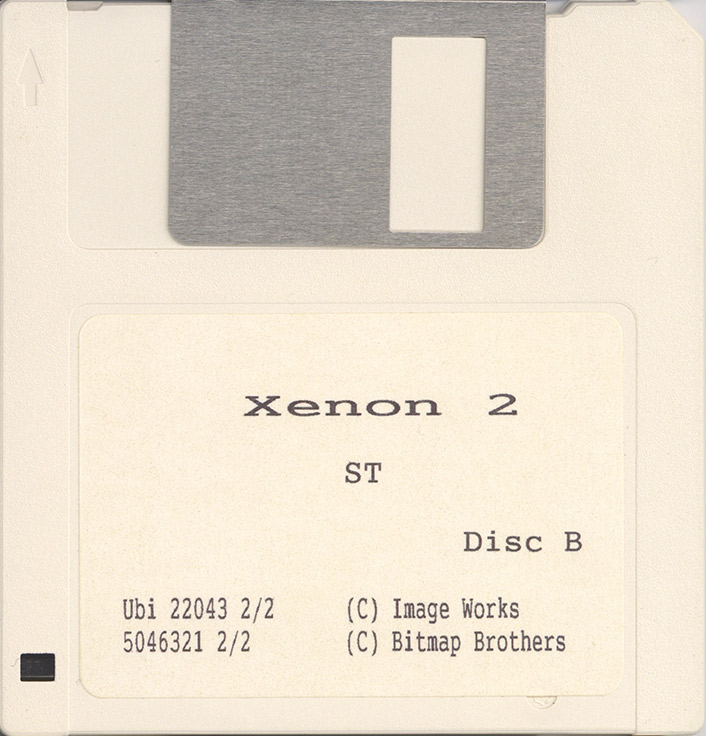 Xenon 2
ST
Disc B
Ubi 22043 2/2 (C) Image Works
5046321 2/2 (C) Bitmap Brothers